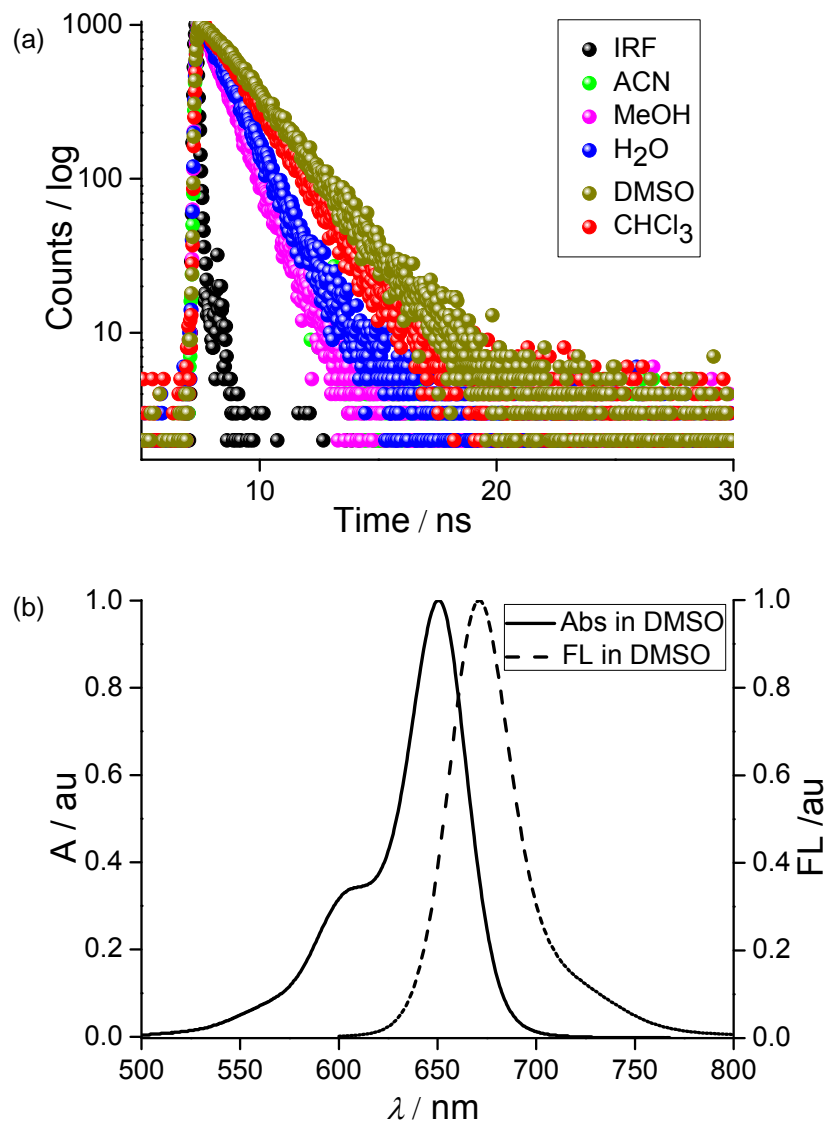 (a)
1000
100
10
Counts / log
IRF
ACN
MeOH
H₂O
DMSO
CHCl₃
10 20 30
Time / ns
(b)
1.0
0.8
0.6
0.4
0.2
0.0
A / au
Abs in DMSO
FL in DMSO
1.0
0.8
0.6
0.4
0.2
0.0
FL /au
500 550 600 650 700 750 800
λ / nm